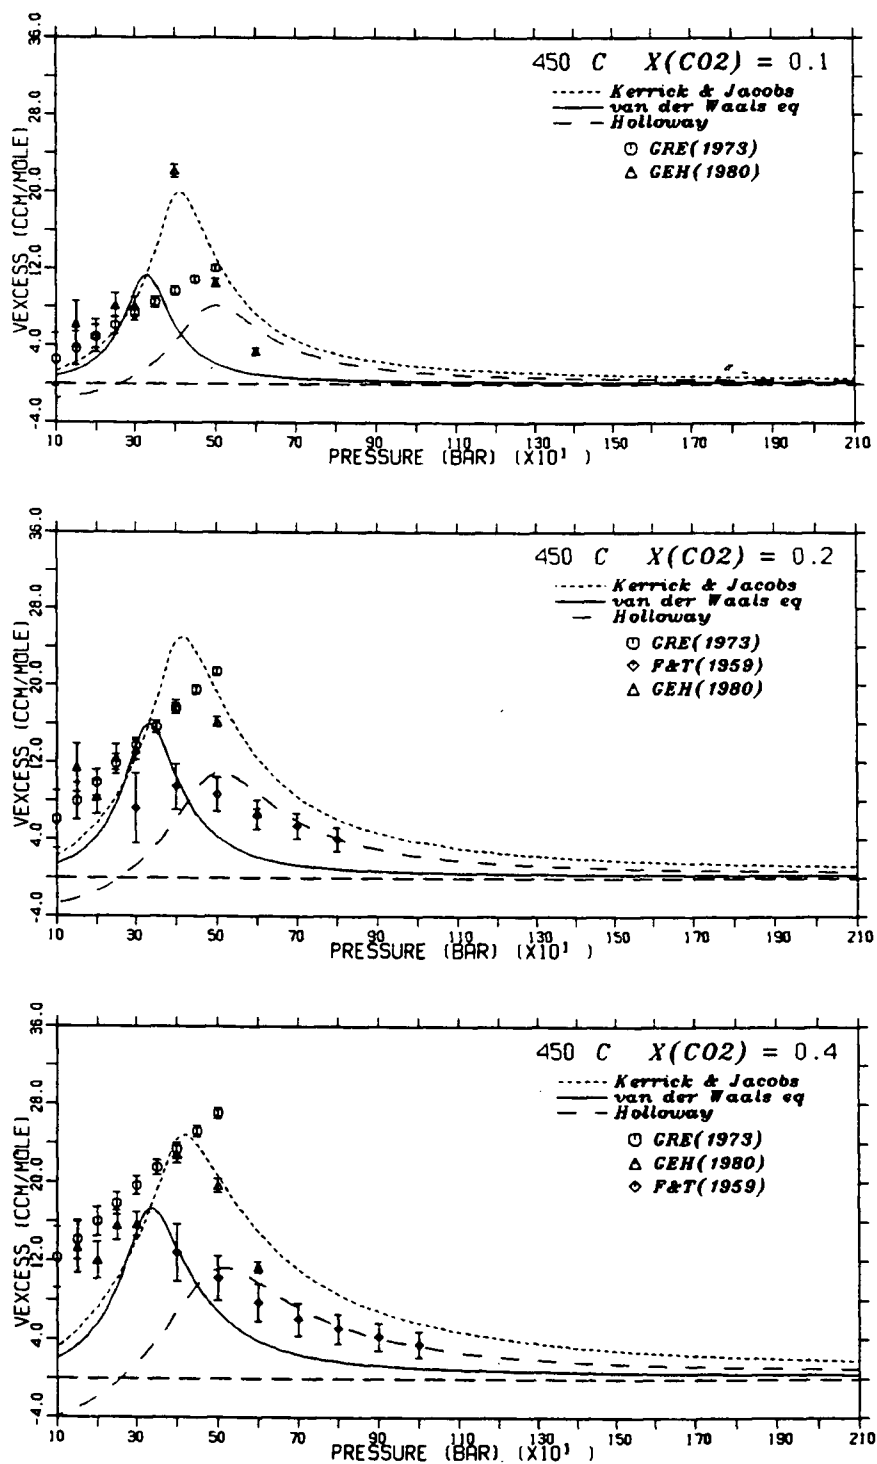 450 C X(CO2) = 0.1
Kerrick & Jacobs
van der Waals eq
Holloway
GRE(1973)
GEH(1980)
VEXCESS (CCM/MOLE)
36.0
28.0
20.0
12.0
4.0
-4.0
10 30 50 70 90 110 130 150 170 190 210
PRESSURE (BAR) (X10¹ )
450 C X(CO2) = 0.2
Kerrick & Jacobs
van der Waals eq
Holloway
GRE(1973)
F&T(1959)
GEH(1980)
VEXCESS (CCM/MOLE)
36.0
28.0
20.0
12.0
4.0
-4.0
10 30 50 70 90 110 130 150 170 190 210
PRESSURE (BAR) (X10¹ )
450 C X(CO2) = 0.4
Kerrick & Jacobs
van der Waals eq
Holloway
GRE(1973)
GEH(1980)
F&T(1959)
VEXCESS (CCM/MOLE)
36.0
28.0
20.0
12.0
4.0
-4.0
10 30 50 70 90 110 130 150 170 190 210
PRESSURE (BAR) (X10¹ )